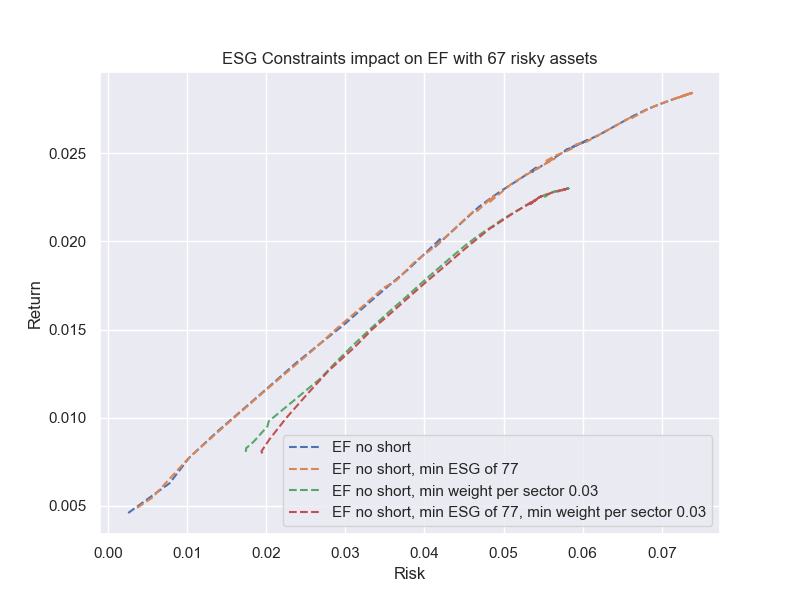 ESG Constraints impact on EF with 67 risky assets
Return
0.025
0.020
0.015
0.010
0.005
EF no short
EF no short, min ESG of 77
EF no short, min weight per sector 0.03
EF no short, min ESG of 77, min weight per sector 0.03
0.00 0.01 0.02 0.03 0.04 0.05 0.06 0.07
Risk